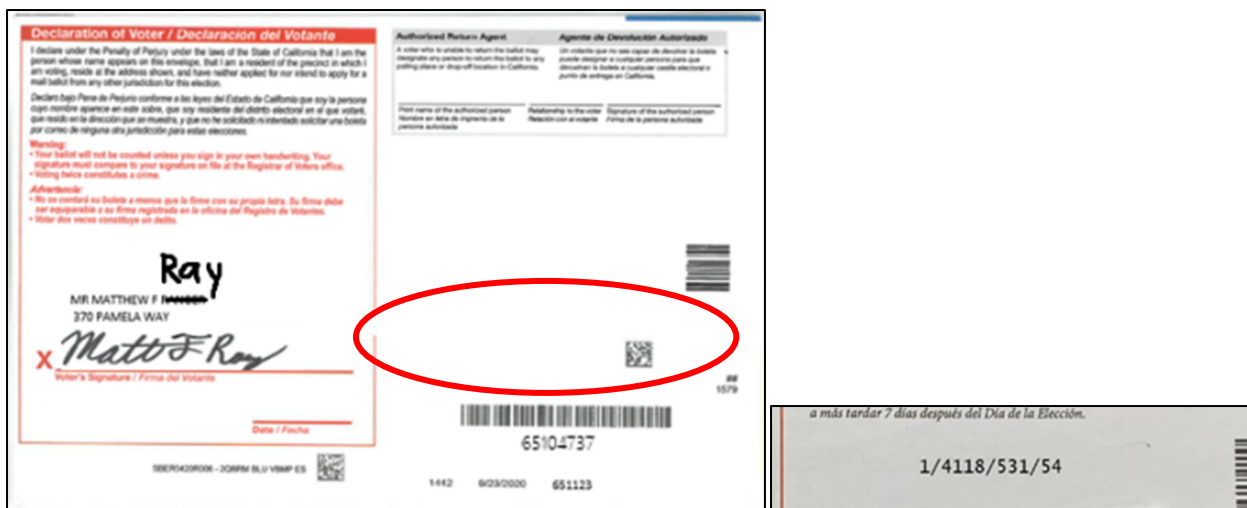 Declaration of Voter / Declaración del Votante
I declare under the Penalty of Perjury under the laws of the State of California that I am the
person whose name appears on this envelope, that I am a resident of the precinct in which I
am voting, reside at the address shown, and have neither applied for nor intend to apply for a
mail ballot from any other jurisdiction for this election.
Declaro bajo Pena de Perjurio conforme a las leyes del Estado de California que soy la persona
cuyo nombre aparece en este sobre, que soy residente del distrito electoral en el que votaré,
que resido en la dirección que se muestra, y que no he solicitado ni intentado solicitar una boleta
por correo de ninguna otra jurisdicción para estas elecciones.
Warning:
• Your ballot will not be counted unless you sign in your own handwriting. Your
signature must compare to your signature on file at the Registrar of Voters office.
• Voting twice constitutes a crime.
Advertencia:
• No se contará su boleta a menos que la firme con su propia letra. Su firma debe
ser equiparable a su firma registrada en la oficina del Registro de Votantes.
• Votar dos veces constituye un delito.
Ray
MR MATTHEW F
370 PAMELA WAY
X Matt F Ray
Voter's Signature / Firma del Votante
Date / Fecha
SBER0420R006 - 2Q8RM BLU VBMP ES
Authorized Return Agent
A voter who is unable to return the ballot may
designate any person to return the ballot to any
polling place or drop-off location in California.
Agente de Devolución Autorizado
Un votante que no sea capaz de devolver la boleta
puede designar a cualquier persona para que
devuelvan la boleta a cualquier casilla electoral o
punto de entrega en California.
Print name of the authorized person
Nombre en letra de imprenta de la
persona autorizada
Relationship to the voter
Relación con el votante
Signature of the authorized person
Firma de la persona autorizada
1579
65104737
1442 9/23/2020 651123
a más tardar 7 días después del Día de la Elección.
1/4118/531/54